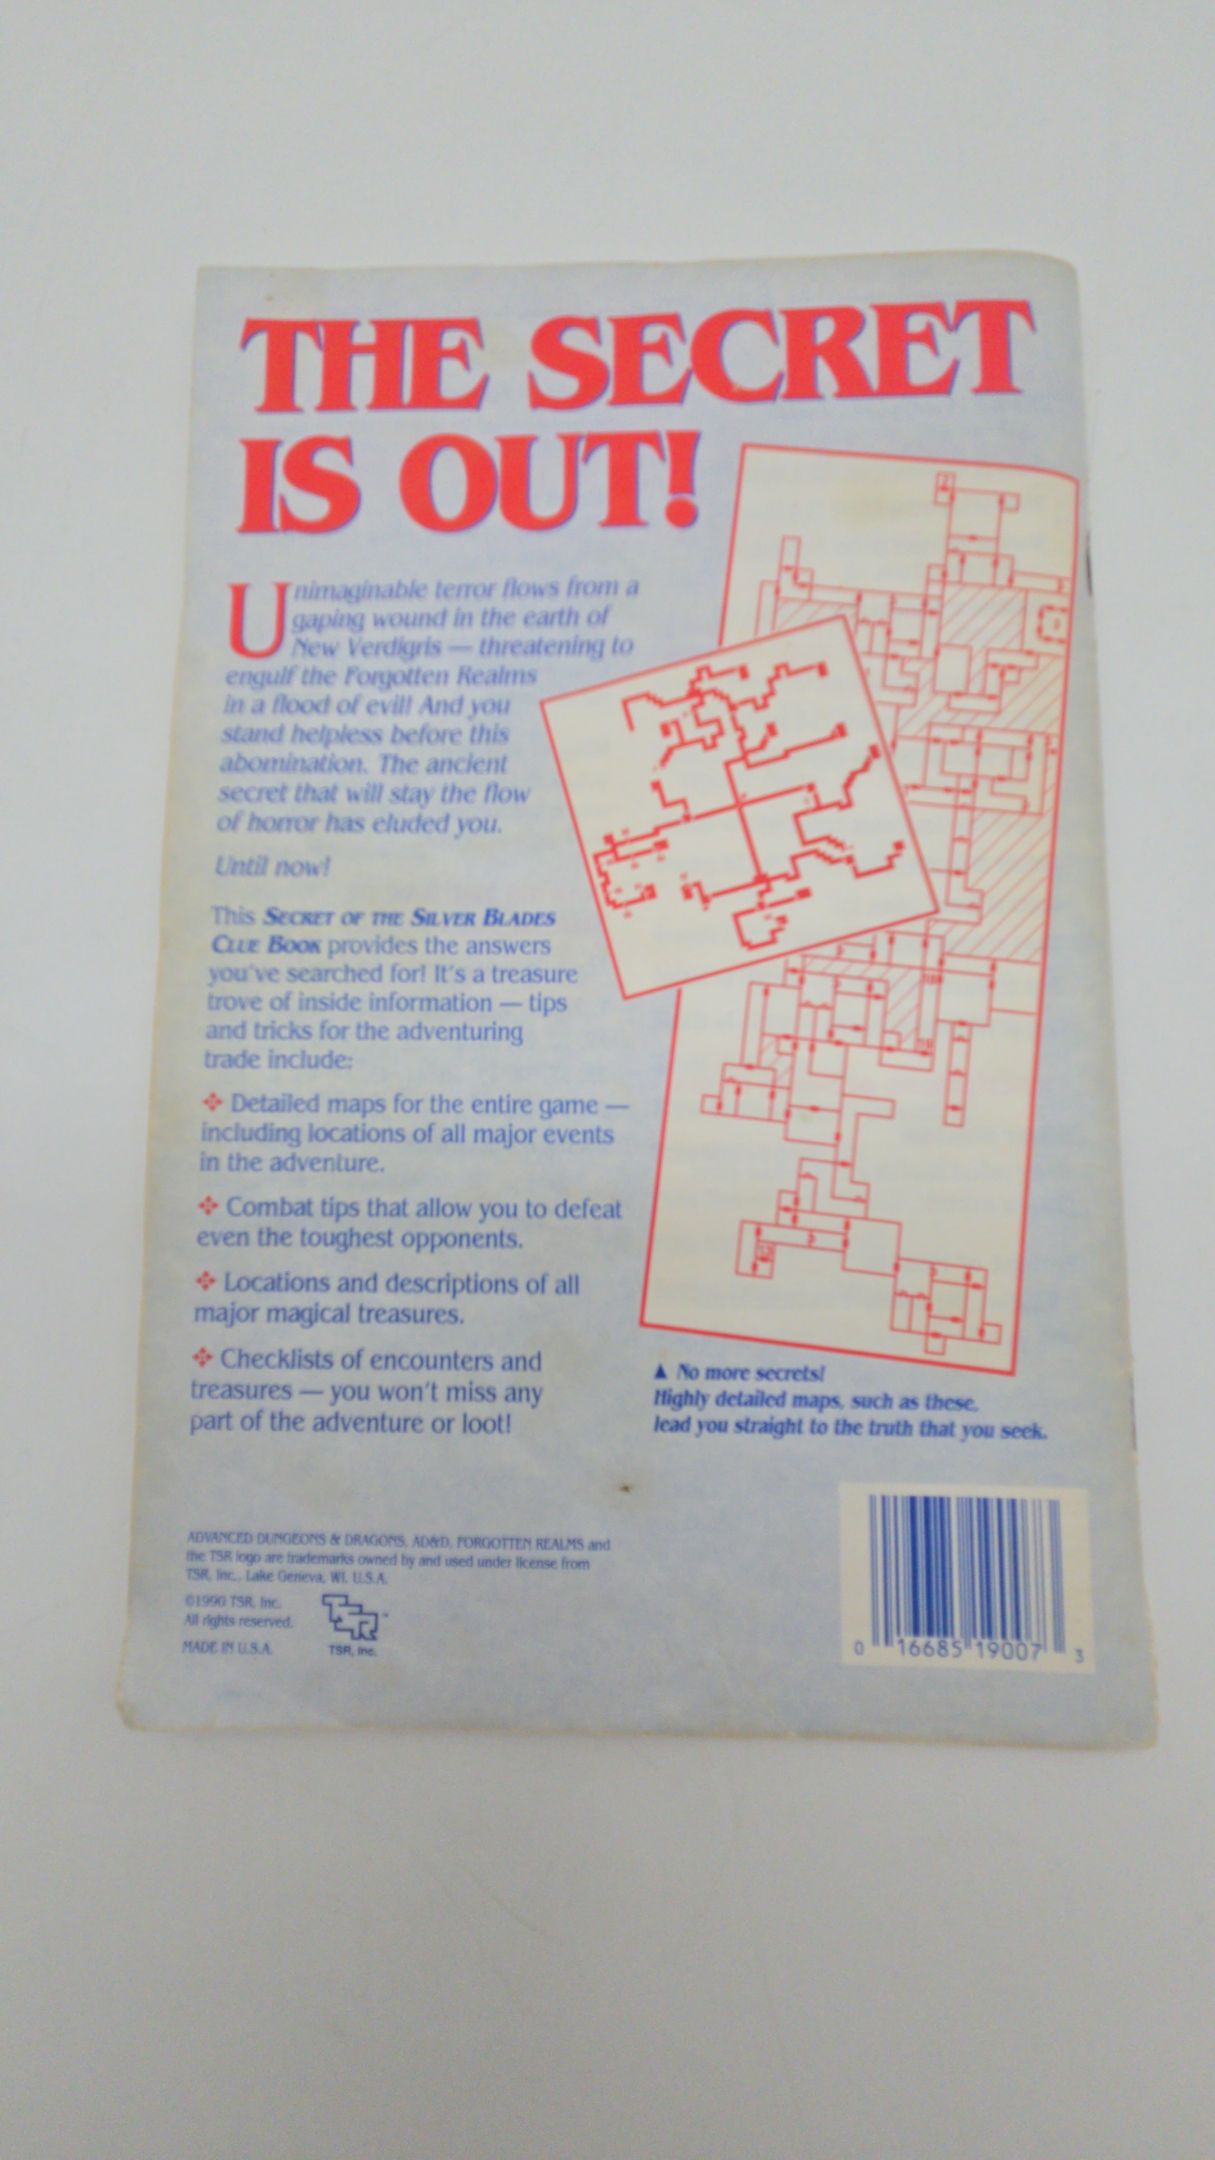 THE SECRET
IS OUT!
Unimaginable terror flows from a
gaping wound in the earth of
New Verdigris — threatening to
engulf the Forgotten Realms
in a flood of evil! And you
stand helpless before this
abomination. The ancient
secret that will stay the flow
of horror has eluded you.
Until now!
This SECRET OF THE SILVER BLADES
CLUE BOOK provides the answers
you've searched for! It's a treasure
trove of inside information — tips
and tricks for the adventuring
trade include:
❖ Detailed maps for the entire game —
including locations of all major events
in the adventure.
❖ Combat tips that allow you to defeat
even the toughest opponents.
❖ Locations and descriptions of all
major magical treasures.
❖ Checklists of encounters and
treasures — you won't miss any
part of the adventure or loot!
▲ No more secrets!
Highly detailed maps, such as these,
lead you straight to the truth that you seek.
ADVANCED DUNGEONS & DRAGONS, AD&D, FORGOTTEN REALMS and
the TSR logo are trademarks owned by and used under license from
TSR, Inc., Lake Geneva, WI, U.S.A.
©1990 TSR, Inc.
All rights reserved.
MADE IN U.S.A.
TSR ™
TSR, Inc.
0 16685 19007 3